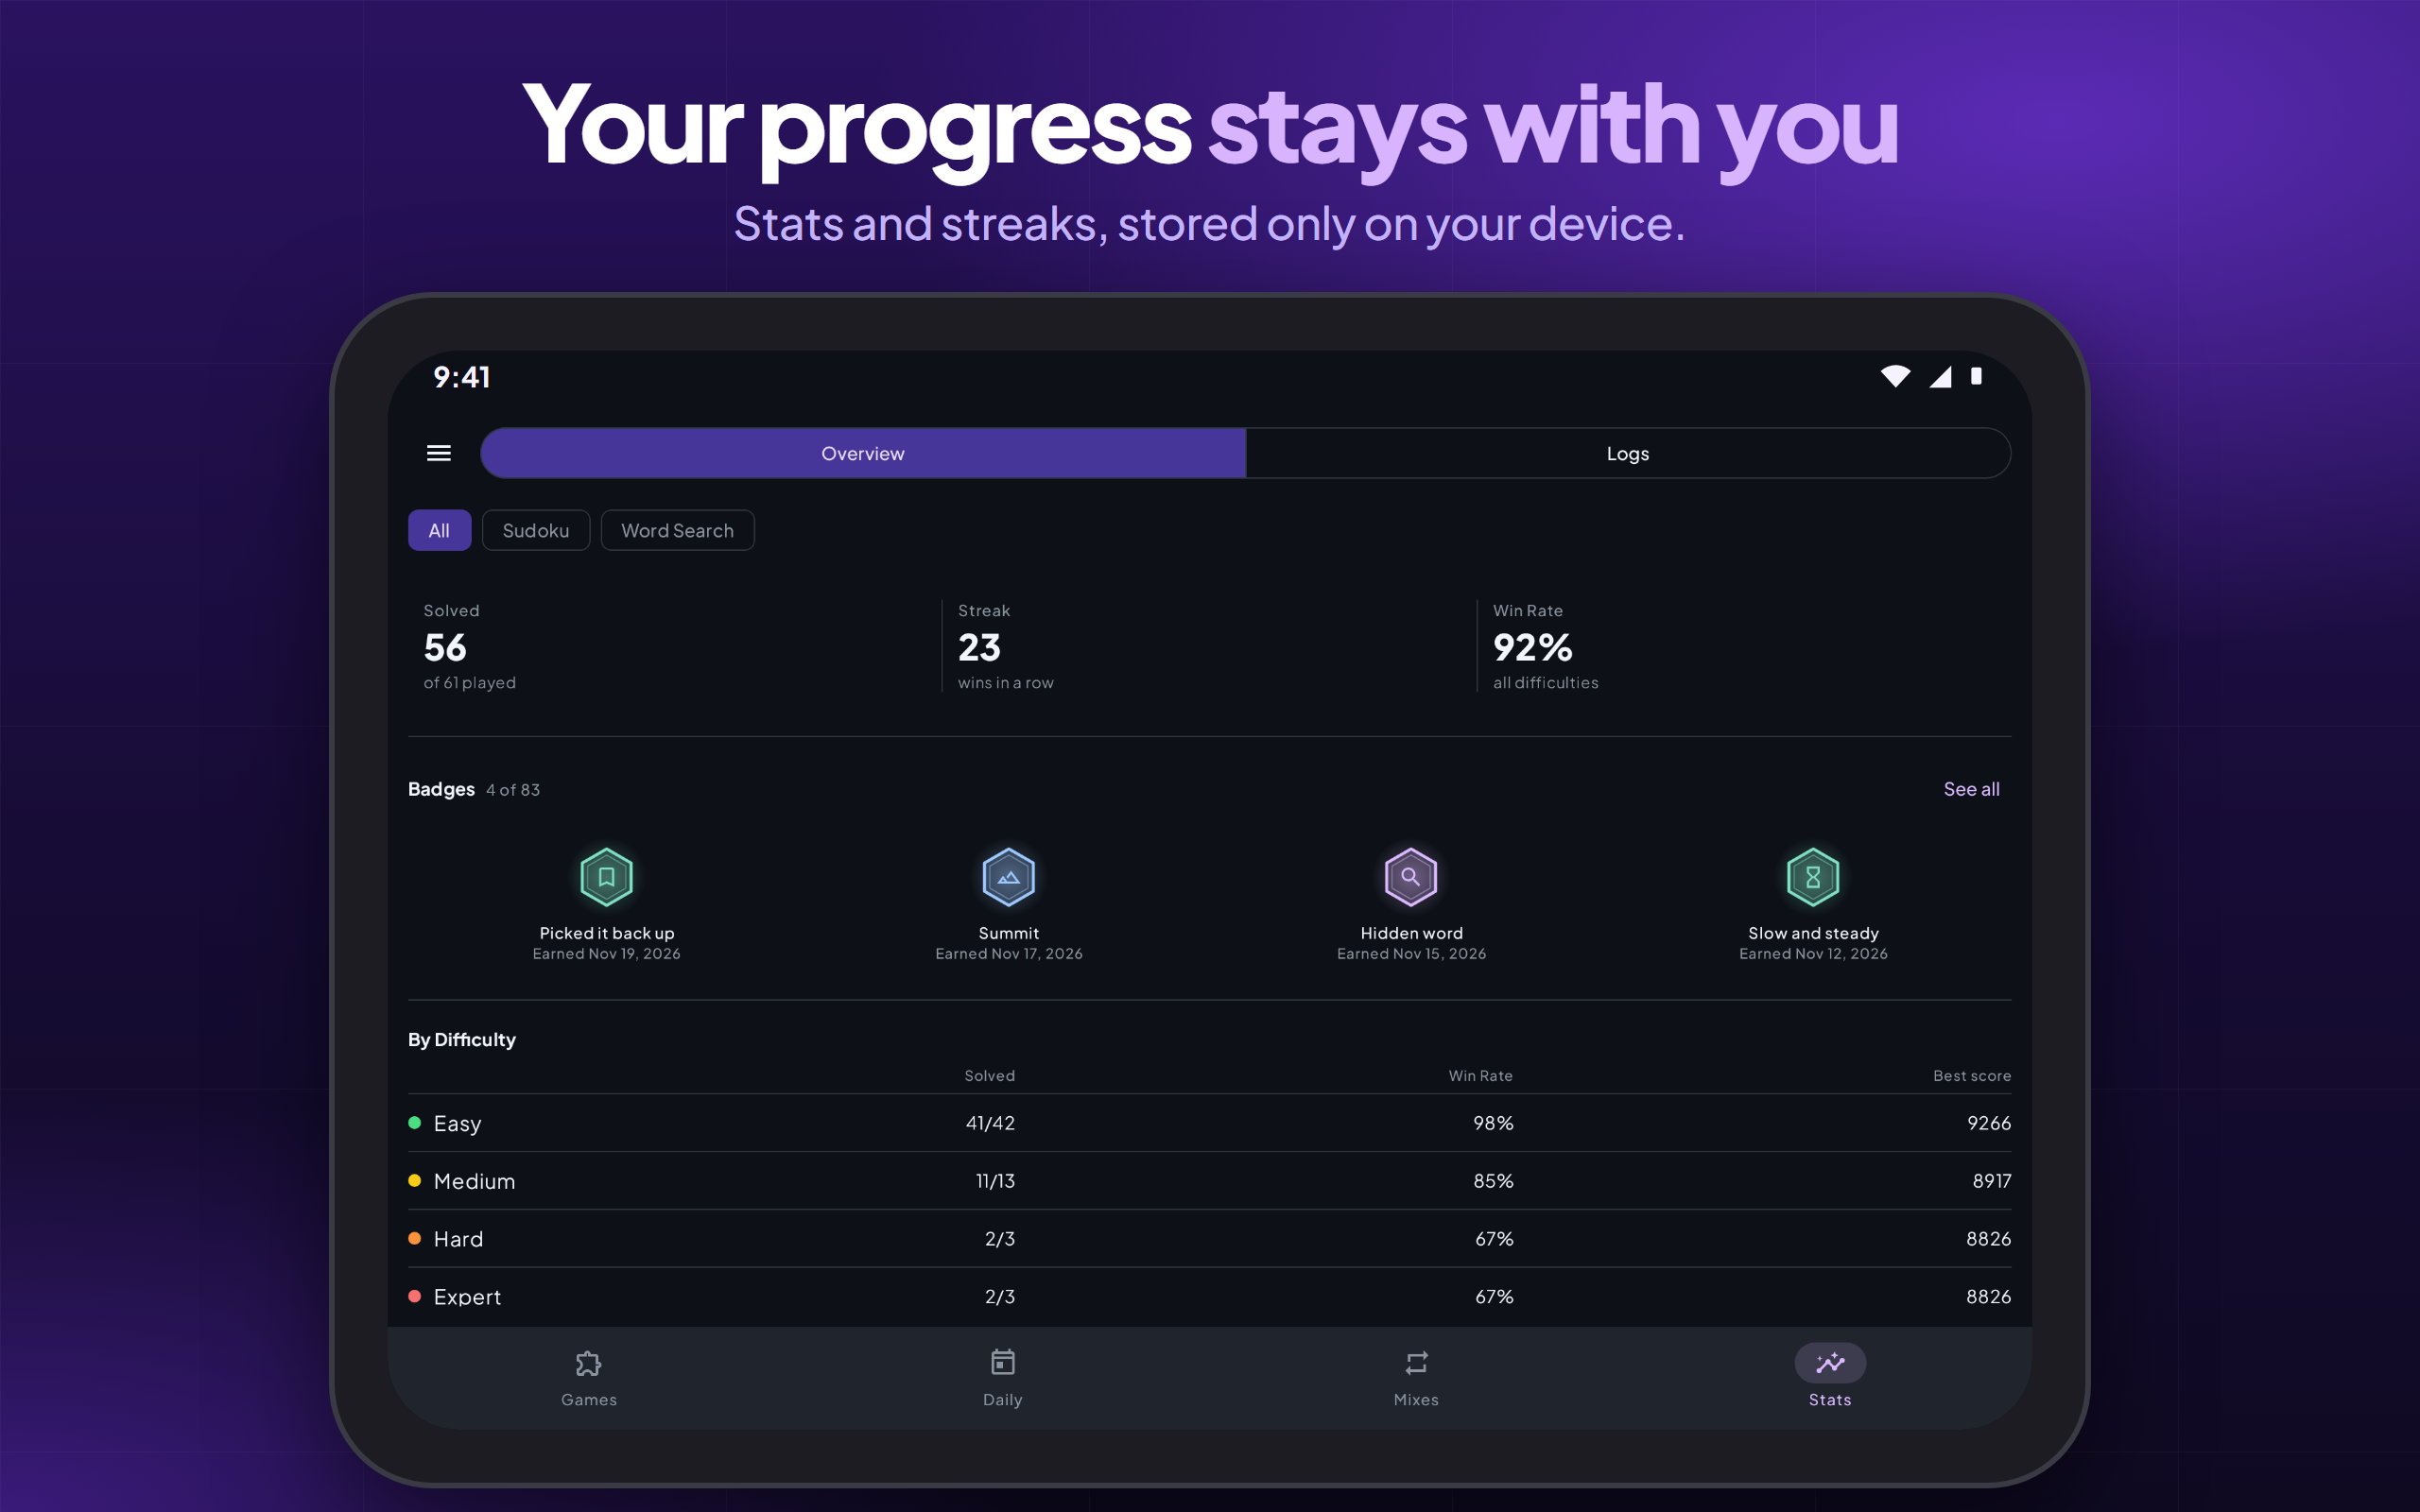 Your progress stays with you
Stats and streaks, stored only on your device.
9:41
Overview Logs
All Sudoku Word Search
Solved Streak Win Rate
56 23 92%
of 61 played wins in a row all difficulties
Badges 4 of 83 See all
Picked it back up Summit Hidden word Slow and steady
Earned Nov 19, 2026 Earned Nov 17, 2026 Earned Nov 15, 2026 Earned Nov 12, 2026
By Difficulty
Solved Win Rate Best score
Easy 41/42 98% 9266
Medium 11/13 85% 8917
Hard 2/3 67% 8826
Expert 2/3 67% 8826
Games Daily Mixes Stats